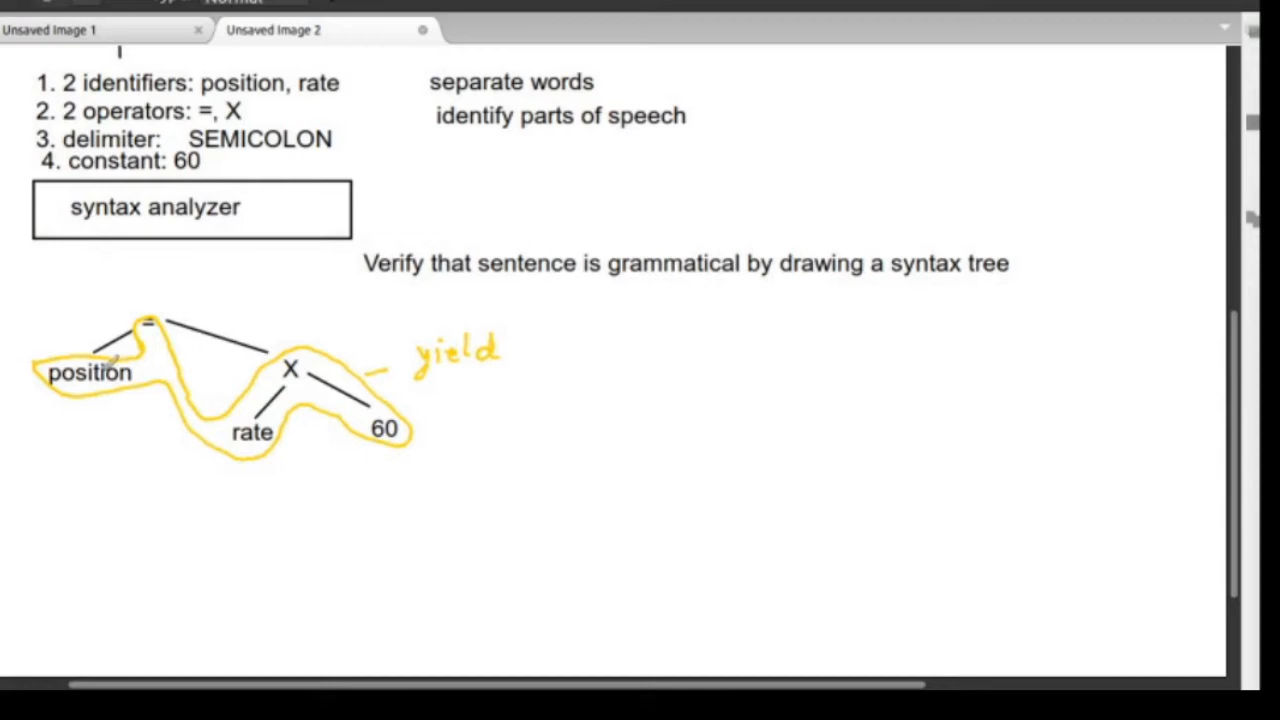 Normal
Unsaved Image 1
Unsaved Image 2
1. 2 identifiers: position, rate
separate words
2. 2 operators: =, X
identify parts of speech
3. delimiter: SEMICOLON
4. constant: 60
syntax analyzer
Verify that sentence is grammatical by drawing a syntax tree
=
position
X
yield
rate
60